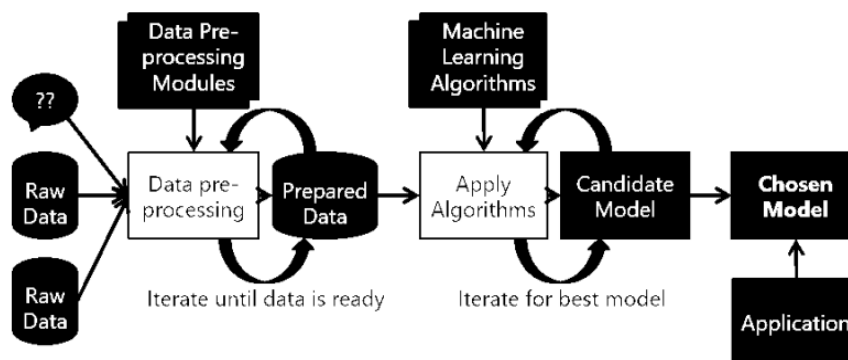 Data Pre-
processing
Modules
Machine
Learning
Algorithms
??
Raw
Data
Data pre-
processing
Prepared
Data
Apply
Algorithms
Candidate
Model
Chosen
Model
Raw
Data
Iterate until data is ready
Iterate for best model
Application